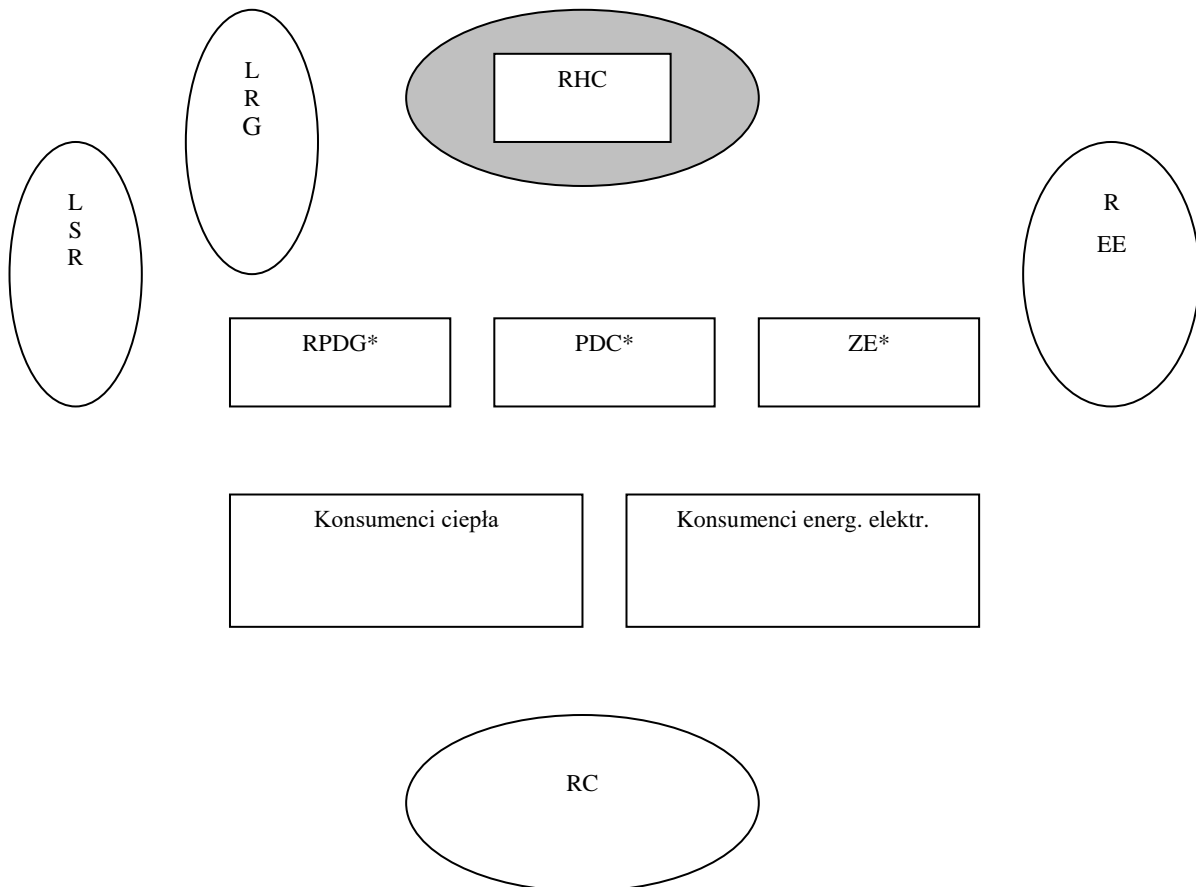 L
R
G
RHC
L
S
R
R
EE
RPDG*
PDC*
ZE*
Konsumenci ciepła
Konsumenci energ. elektr.
RC